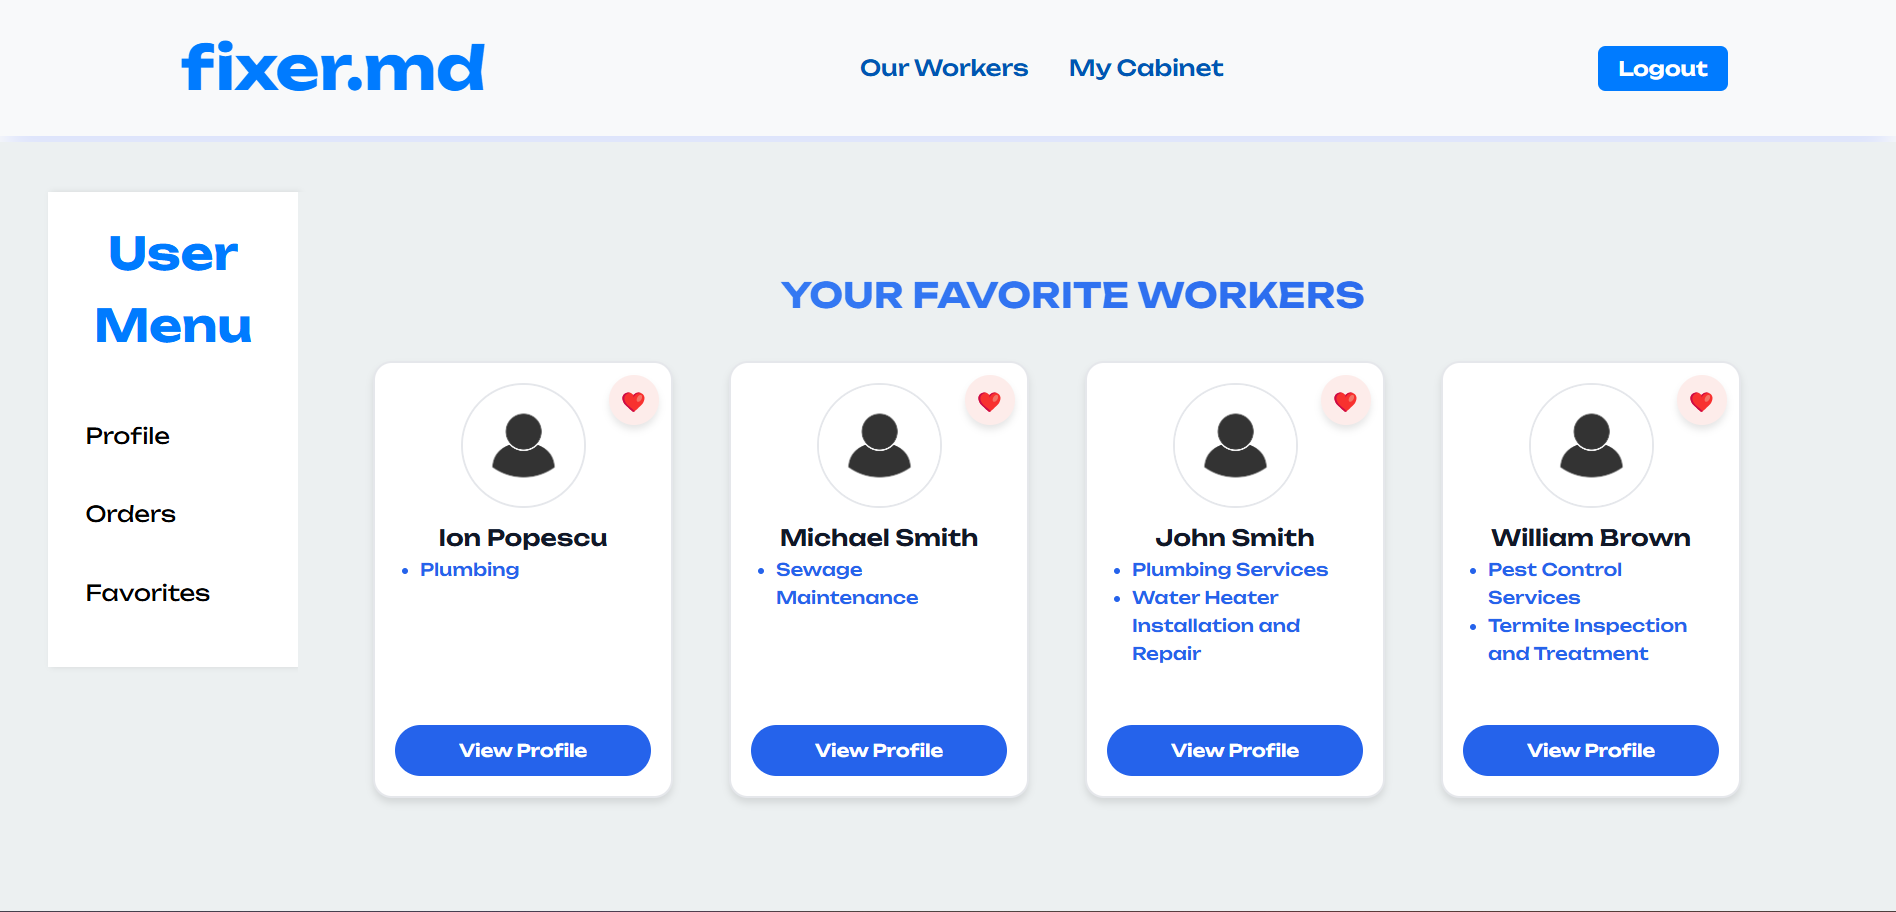 fixer.md
Our Workers
My Cabinet
Logout
User
Menu
Profile
Orders
Favorites
YOUR FAVORITE WORKERS
Ion Popescu
Plumbing
View Profile
Michael Smith
Sewage
Maintenance
View Profile
John Smith
Plumbing Services
Water Heater
Installation and
Repair
View Profile
William Brown
Pest Control
Services
Termite Inspection
and Treatment
View Profile